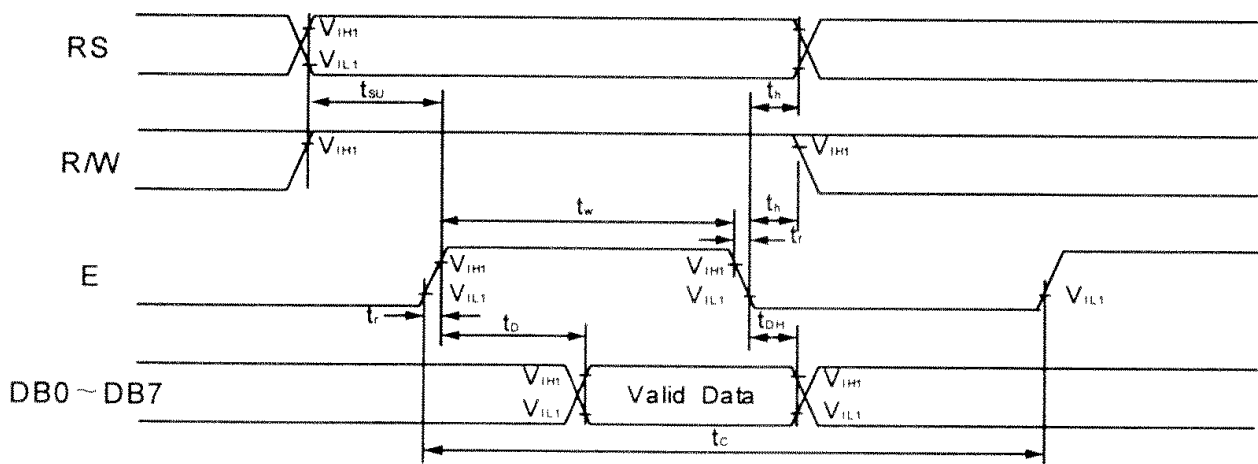 RS
V_IH1
V_IL1
t_SU
t_h
R/W
V_IH1
V_IH1
t_w
t_h
t_r
E
V_IH1
V_IL1
V_IH1
V_IL1
V_IL1
t_r
t_D
t_DH
DB0~DB7
V_IH1
V_IL1
Valid Data
V_IH1
V_IL1
t_C